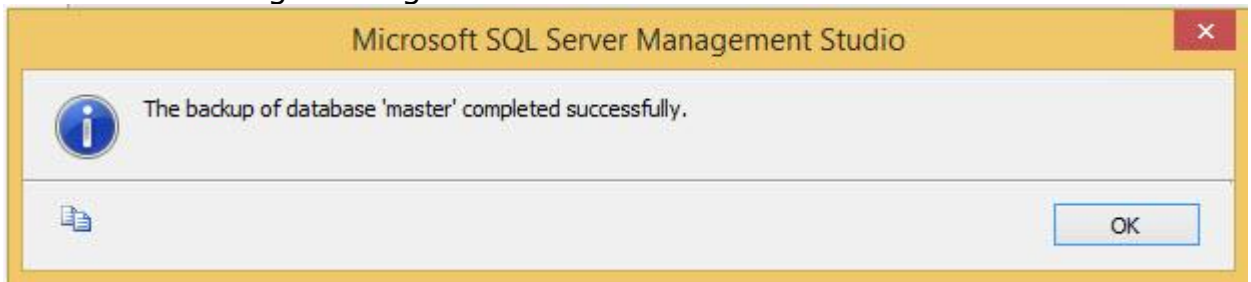 Microsoft SQL Server Management Studio
The backup of database 'master' completed successfully.
OK